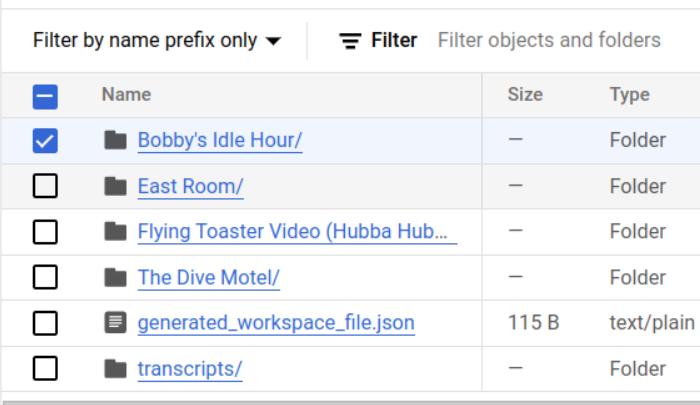 Filter by name prefix only Filter Filter objects and folders
Name Size Type
Bobby's Idle Hour/ — Folder
East Room/ — Folder
Flying Toaster Video (Hubba Hub... — Folder
The Dive Motel/ — Folder
generated_workspace_file.json 115 B text/plain
transcripts/ — Folder